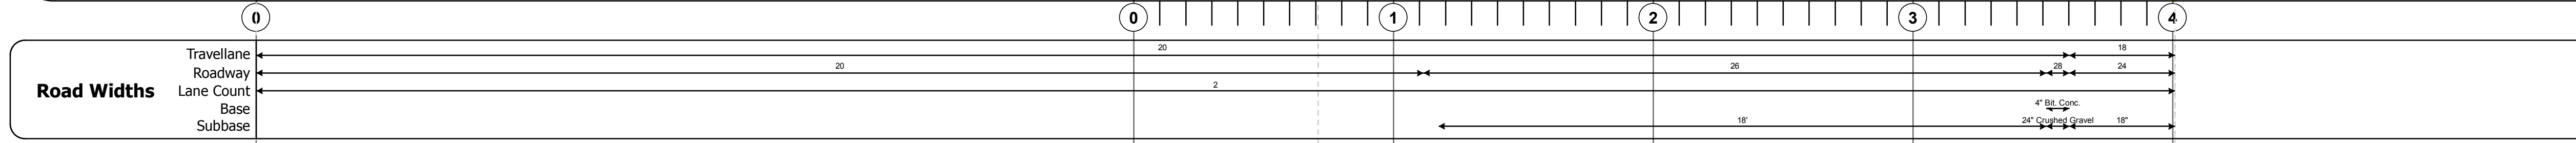 0 0 1 2 3 4
Road Widths
Travellane 20 18
Roadway 20 26 28 24
Lane Count 2
Base 4" Bit. Conc.
Subbase 18' 24" Crushed Gravel 18"